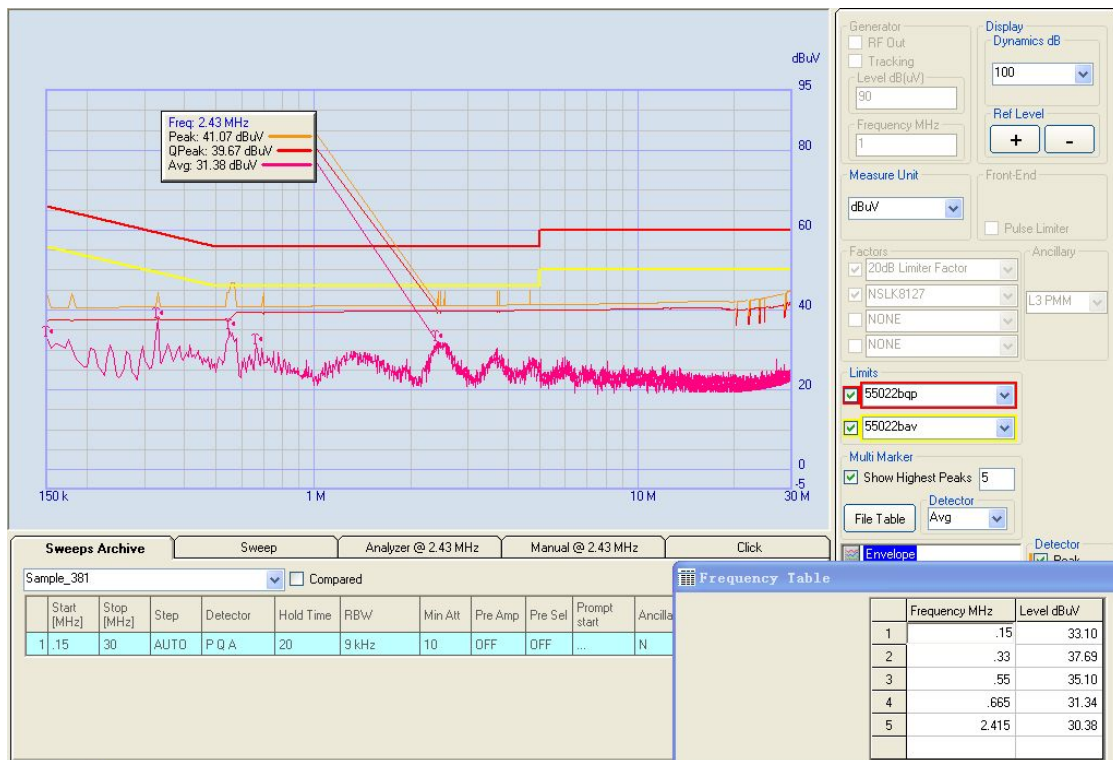 dBuV
95
80
60
40
20
0
-5
150 k
1 M
10 M
30 M
Freq: 2.43 MHz
Peak: 41.07 dBuV
QPeak: 39.67 dBuV
Avg: 31.38 dBuV
Generator
RF Out
Tracking
Level dB(uV)
90
Frequency MHz
1
Display
Dynamics dB
100
Ref Level
+ -
Measure Unit
dBuV
Front-End
Pulse Limiter
Factors
20dB Limiter Factor
NSLK8127
NONE
NONE
Ancillary
L3 PMM
Limits
55022bqp
55022bav
Multi Marker
Show Highest Peaks 5
File Table
Detector
Avg
Envelope
Detector
Peak
Sweeps Archive Sweep Analyzer @ 2.43 MHz Manual @ 2.43 MHz Click
Sample_381 Compared
Start [MHz] Stop [MHz] Step Detector Hold Time RBW Min Att Pre Amp Pre Sel Prompt start Ancilla
1 .15 30 AUTO P Q A 20 9 kHz 10 OFF OFF ... N
Frequency Table
Frequency MHz Level dBuV
1 .15 33.10
2 .33 37.69
3 .55 35.10
4 .665 31.34
5 2.415 30.38